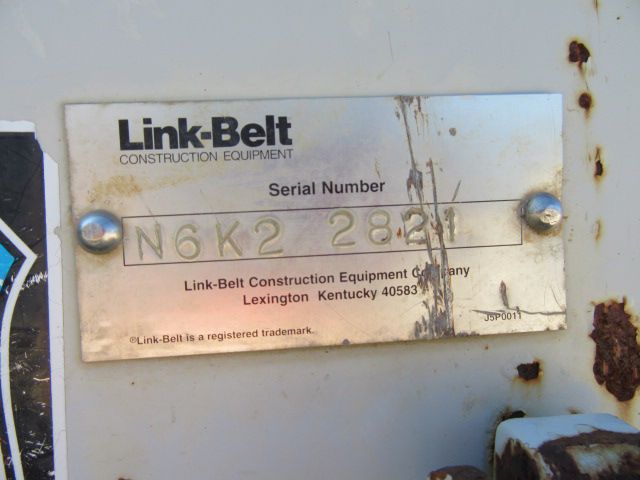 Link-Belt
CONSTRUCTION EQUIPMENT
Serial Number
N6K2 2821
Link-Belt Construction Equipment Company
Lexington Kentucky 40583
J5P0011
®Link-Belt is a registered trademark.